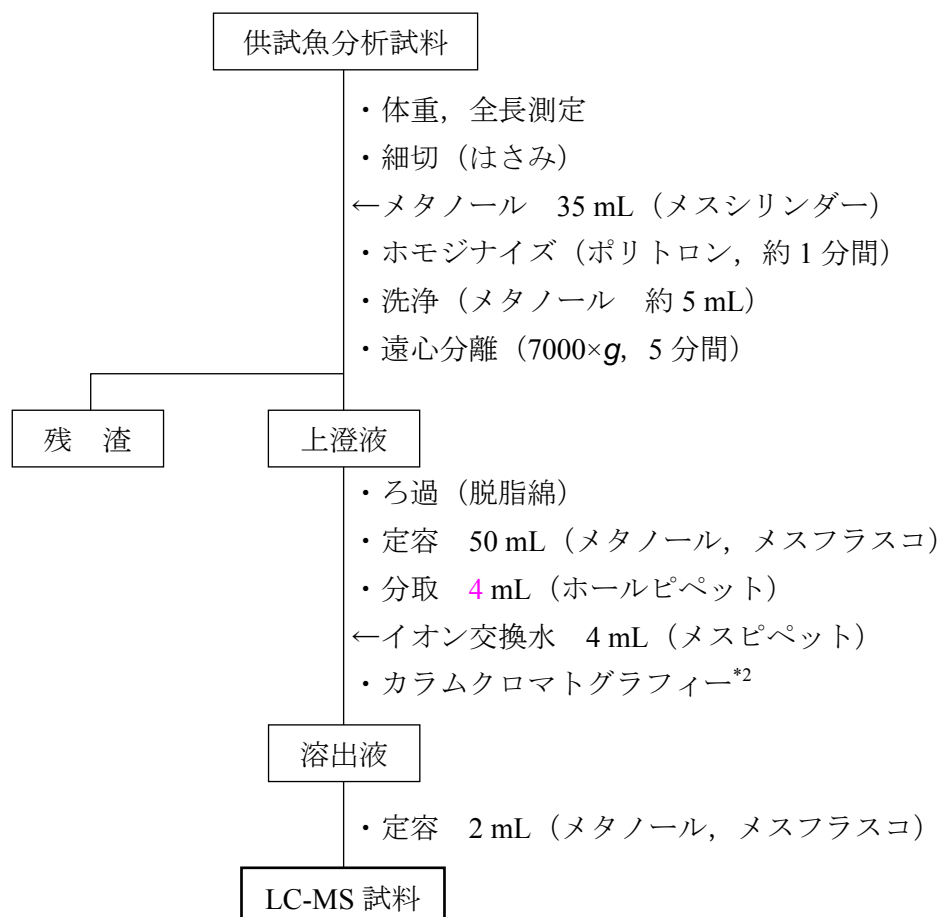 供試魚分析試料
・体重，全長測定
・細切（はさみ）
←メタノール　35 mL（メスシリンダー）
・ホモジナイズ（ポリトロン，約 1 分間）
・洗浄（メタノール　約 5 mL）
・遠心分離（7000×g，5 分間）
残　渣
上澄液
・ろ過（脱脂綿）
・定容　50 mL（メタノール，メスフラスコ）
・分取　4 mL（ホールピペット）
←イオン交換水　4 mL（メスピペット）
・カラムクロマトグラフィー*2
溶出液
・定容　2 mL（メタノール，メスフラスコ）
LC-MS 試料